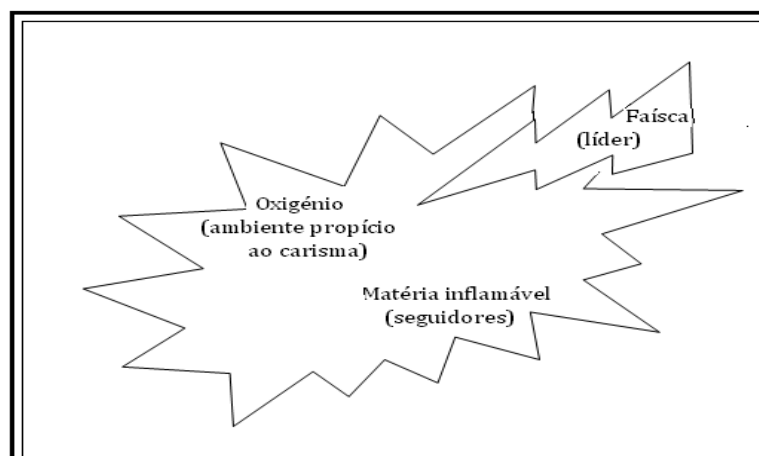 Faísca
(líder)
Oxigénio
(ambiente propício
ao carisma)
Matéria inflamável
(seguidores)